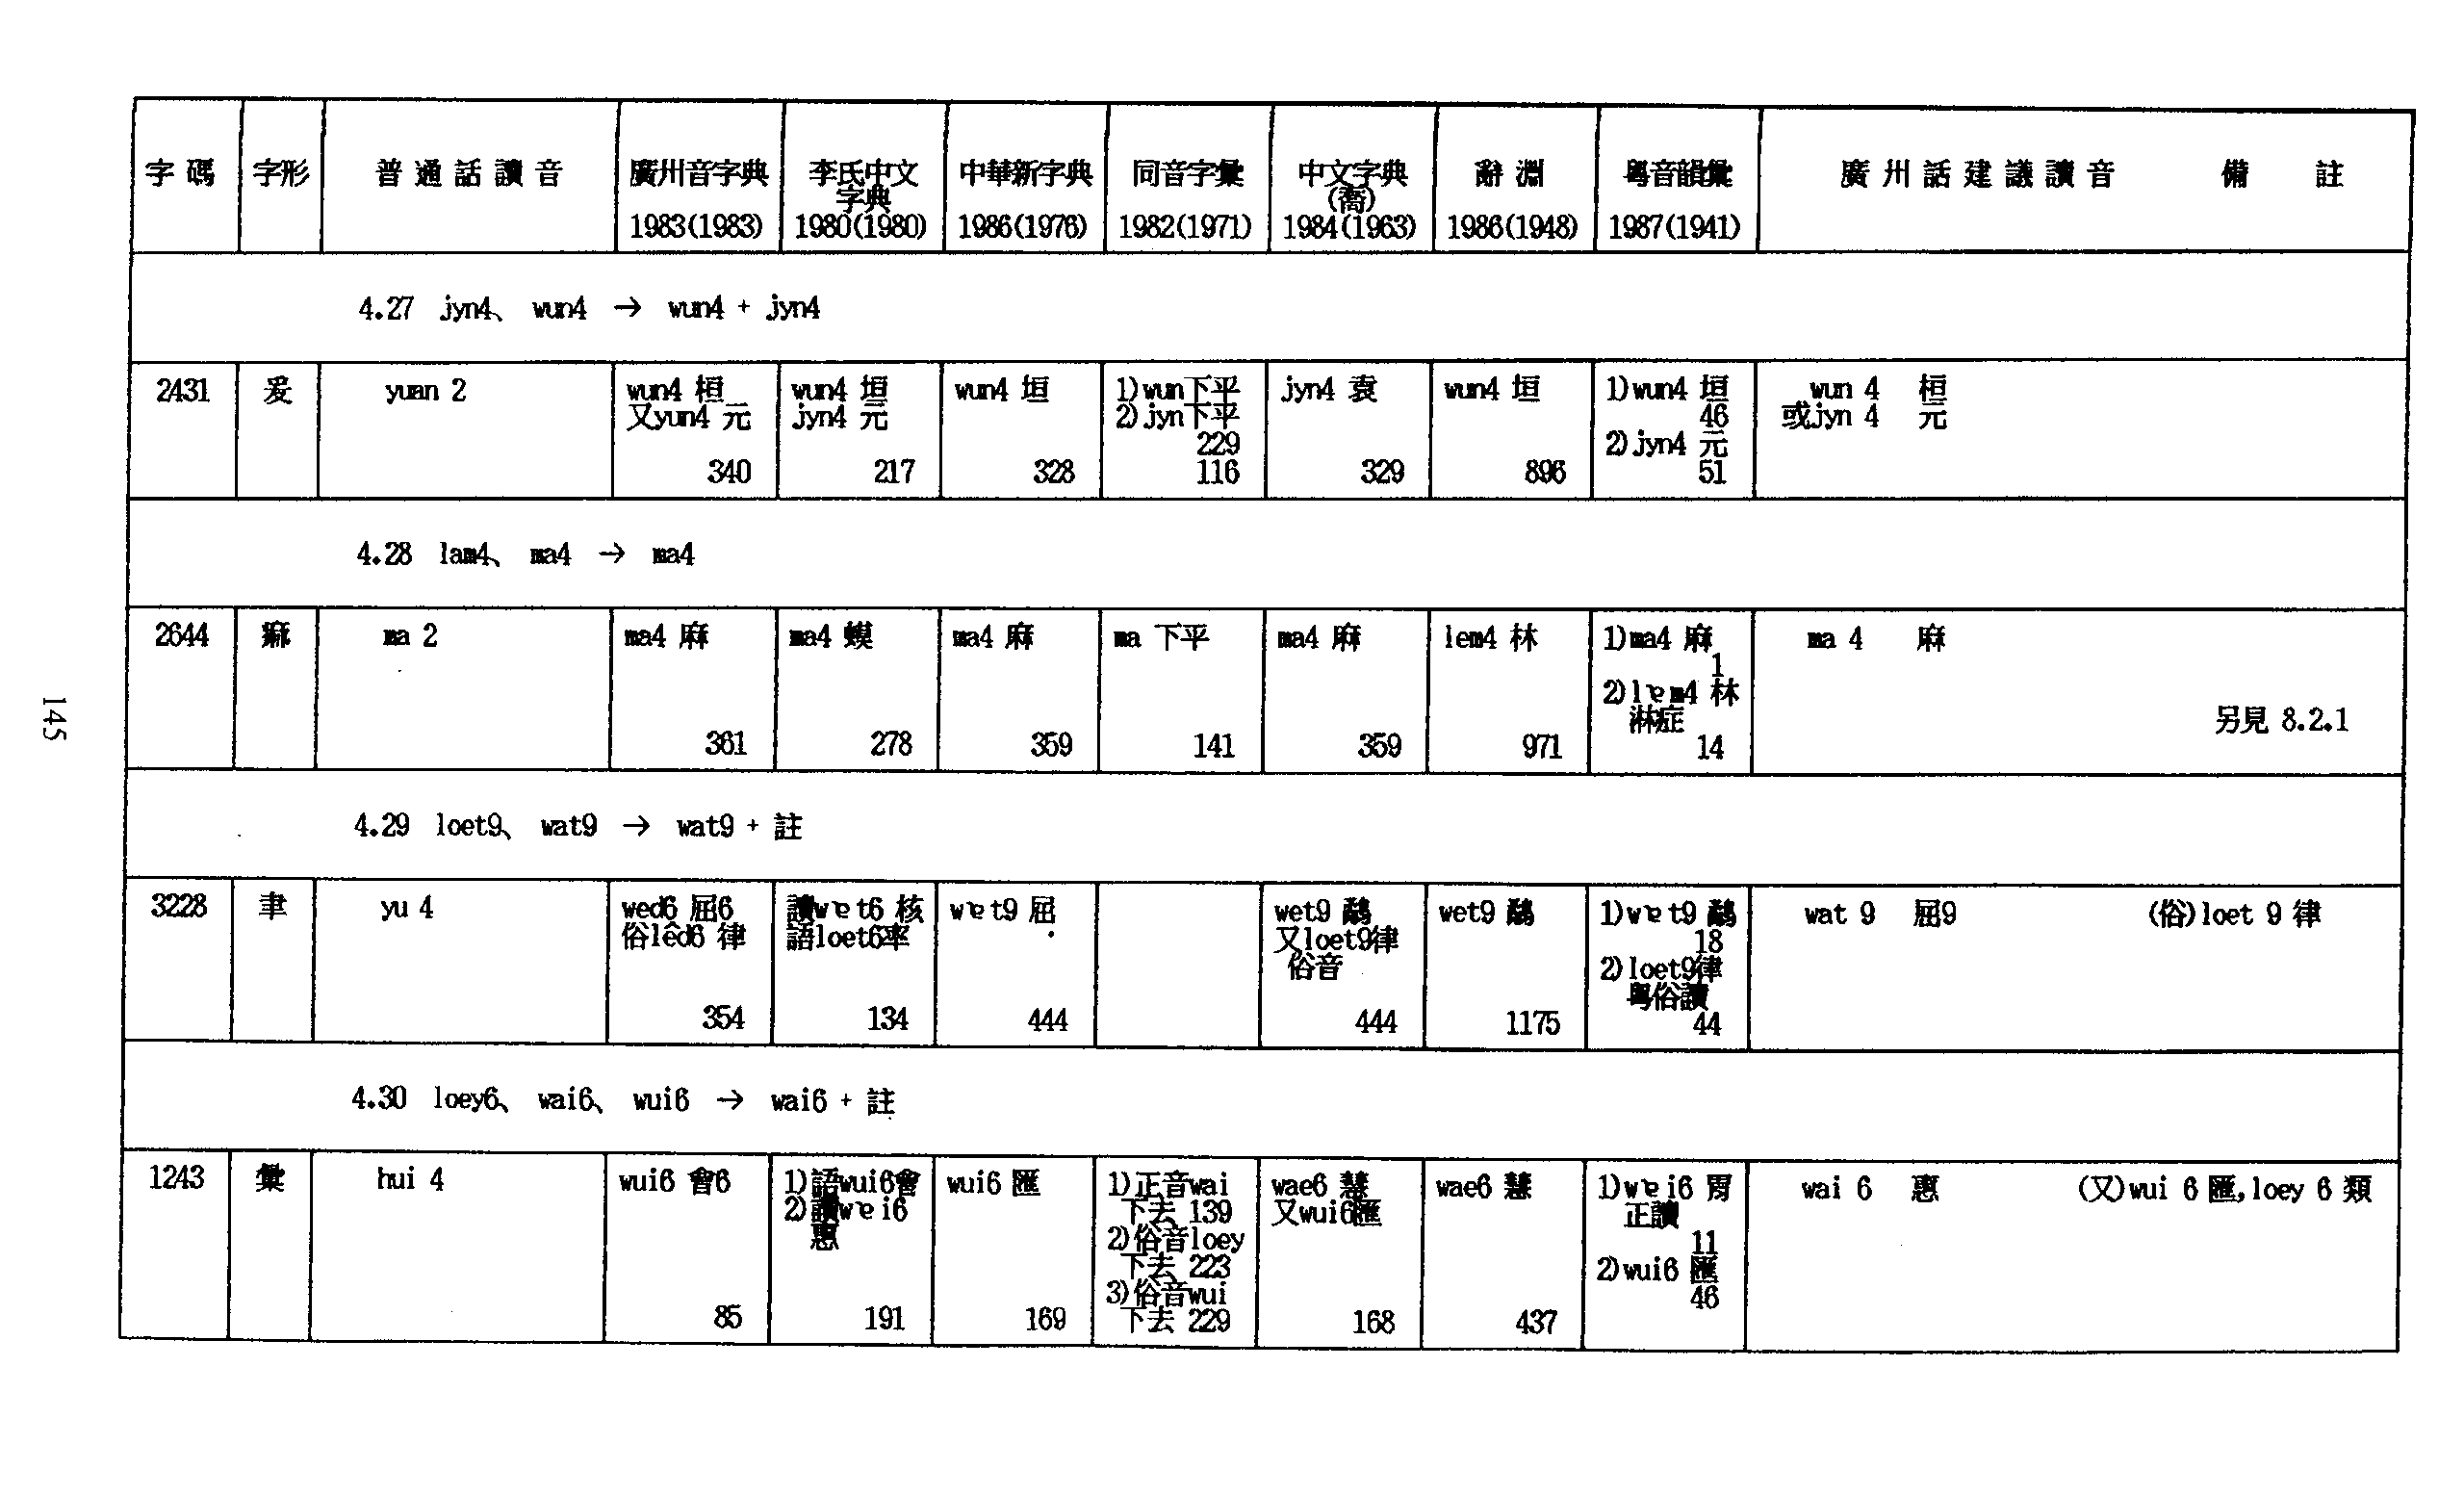 字碼 字形 普通話讀音 廣州音字典 1983(1983) 李氏中文字典 1980(1980) 中華新字典 1986(1976) 同音字彙 1982(1971) 中文字典(喬) 1984(1963) 辭淵 1986(1948) 粵音韻彙 1987(1941) 廣州話建議讀音 備註
4.27 jyn4、 wun4 → wun4 + jyn4
2431 爰 yuan 2
wun4 桓
又yun4 元
340
wun4 垣
jyn4 元
217
wun4 垣
328
1)wun下平
2)jyn下平
229
116
jyn4 袁
329
wun4 垣
896
1)wun4 垣
46
2)jyn4 元
51
wun 4 桓
或jyn 4 元
4.28 lam4、 ma4 → ma4
2644 痲 ma 2
ma4 麻
361
ma4 蟆
278
ma4 麻
359
ma 下平
141
ma4 麻
359
lem4 林
971
1)ma4 麻
1
2)lɐm4 林
淋症
14
ma 4 麻
另見 8.2.1
4.29 loet9、 wat9 → wat9 + 註
3228 聿 yu 4
wed6 屈6
俗lêd6 律
354
讀wɐt6 核
語loet6率
134
wɐt9 屈
444
wet9 鷸
又loet9律
俗音
444
wet9 鷸
1175
1)wɐt9 鷸
18
2)loet9律
粵俗讀
44
wat 9 屈9 (俗)loet 9 律
4.30 loey6、 wai6、 wui6 → wai6 + 註
1243 彙 hui 4
wui6 會6
85
1)語wui6會
2)讀wɐi6
惠
191
wui6 匯
169
1)正音wai
下去 139
2)俗音loey
下去 223
3)俗音wui
下去 229
wae6 慧
又wui6匯
168
wae6 慧
437
1)wɐi6 胃
正讀
11
2)wui6 匯
46
wai 6 惠 (又)wui 6 匯,loey 6 類
145